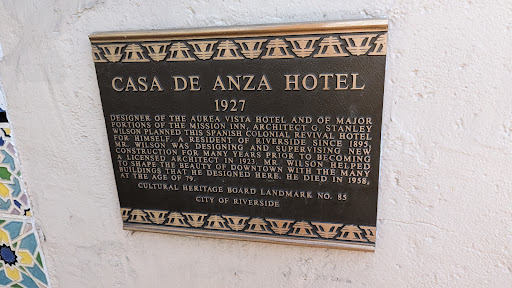 CASA DE ANZA HOTEL
1927
DESIGNER OF THE AUREA VISTA HOTEL AND OF MAJOR
PORTIONS OF THE MISSION INN, ARCHITECT G. STANLEY
WILSON PLANNED THIS SPANISH COLONIAL REVIVAL HOTEL
FOR HIMSELF. A RESIDENT OF RIVERSIDE SINCE 1895,
MR. WILSON WAS DESIGNING AND SUPERVISING NEW
CONSTRUCTION FOR MANY YEARS PRIOR TO BECOMING
A LICENSED ARCHITECT IN 1923. MR. WILSON HELPED
TO SHAPE THE BEAUTY OF DOWNTOWN WITH THE MANY
BUILDINGS THAT HE DESIGNED HERE. HE DIED IN 1958,
AT THE AGE OF 79.
CULTURAL HERITAGE BOARD LANDMARK NO. 85
CITY OF RIVERSIDE